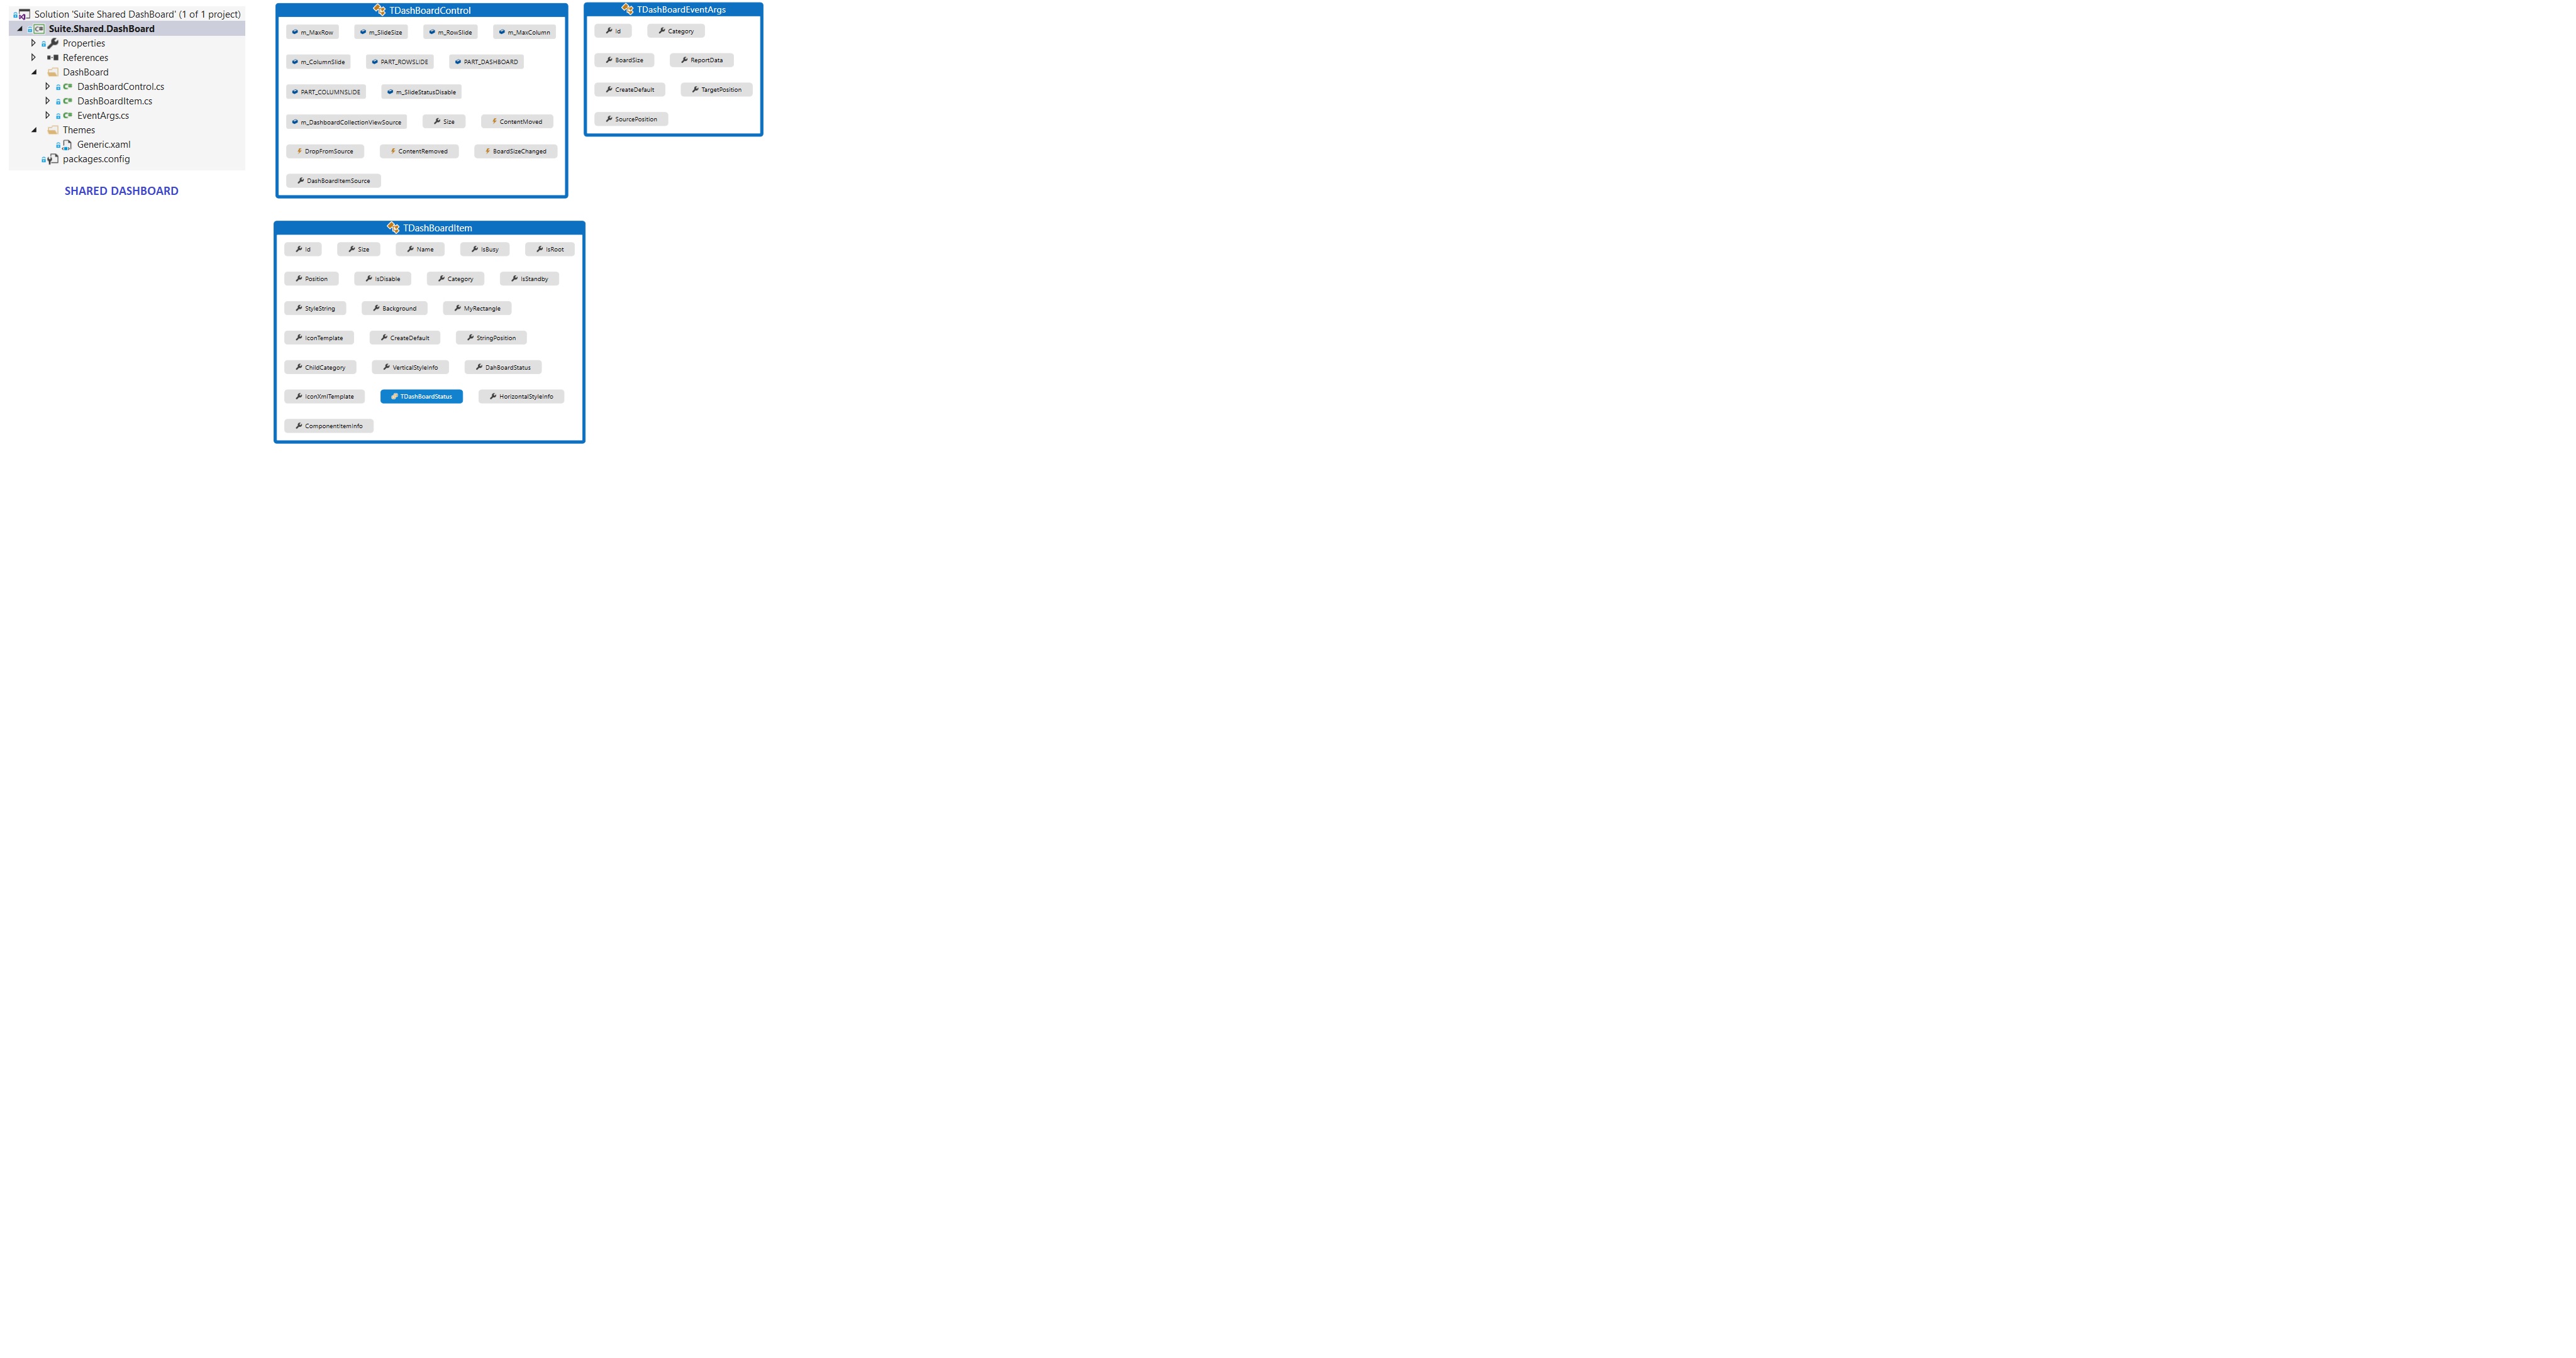 Solution 'Suite Shared DashBoard' (1 of 1 project)
Suite.Shared.DashBoard
Properties
References
DashBoard
DashBoardControl.cs
DashBoardItem.cs
EventArgs.cs
Themes
Generic.xaml
packages.config
SHARED DASHBOARD
TDashBoardControl
m_MaxRow m_SlideSize m_RowSlide m_MaxColumn
m_ColumnSlide PART_ROWSLIDE PART_DASHBOARD
PART_COLUMNSLIDE m_SlideStatusDisable
m_DashboardCollectionViewSource Size ContentMoved
DropFromSource ContentRemoved BoardSizeChanged
DashBoardItemSource
TDashBoardEventArgs
Id Category
BoardSize ReportData
CreateDefault TargetPosition
SourcePosition
TDashBoardItem
Id Size Name IsBusy IsRoot
Position IsDisable Category IsStandby
StyleString Background MyRectangle
IconTemplate CreateDefault StringPosition
ChildCategory VerticalStyleInfo DahBoardStatus
IconXmlTemplate TDashBoardStatus HorizontalStyleInfo
ComponentItemInfo